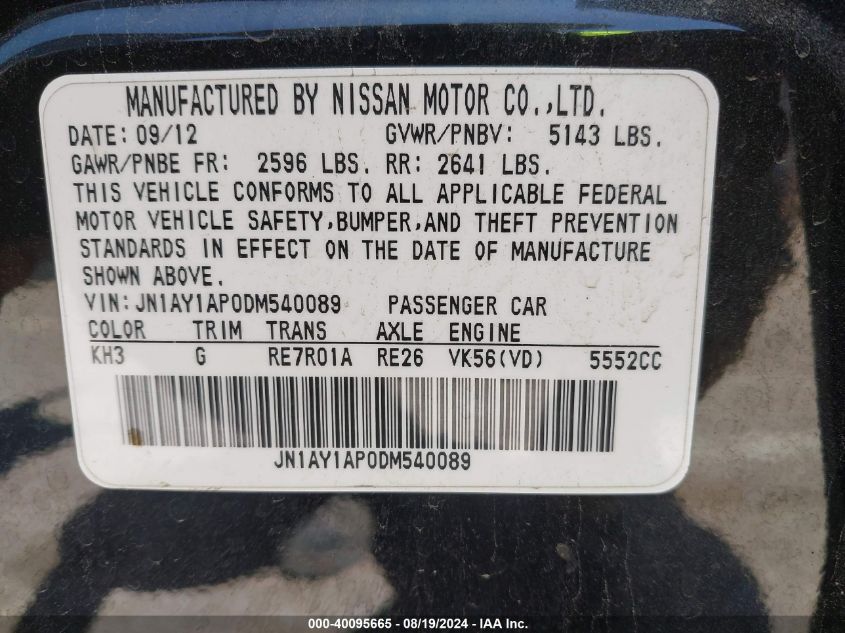 MANUFACTURED BY NISSAN MOTOR CO.,LTD.
DATE: 09/12 GVWR/PNBV: 5143 LBS.
GAWR/PNBE FR: 2596 LBS. RR: 2641 LBS.
THIS VEHICLE CONFORMS TO ALL APPLICABLE FEDERAL
MOTOR VEHICLE SAFETY,BUMPER,AND THEFT PREVENTION
STANDARDS IN EFFECT ON THE DATE OF MANUFACTURE
SHOWN ABOVE.
VIN: JN1AY1AP0DM540089 PASSENGER CAR
COLOR TRIM TRANS AXLE ENGINE
KH3 G RE7R01A RE26 VK56(VD) 5552CC
JN1AY1AP0DM540089
000-40095665 - 08/19/2024 - IAA Inc.